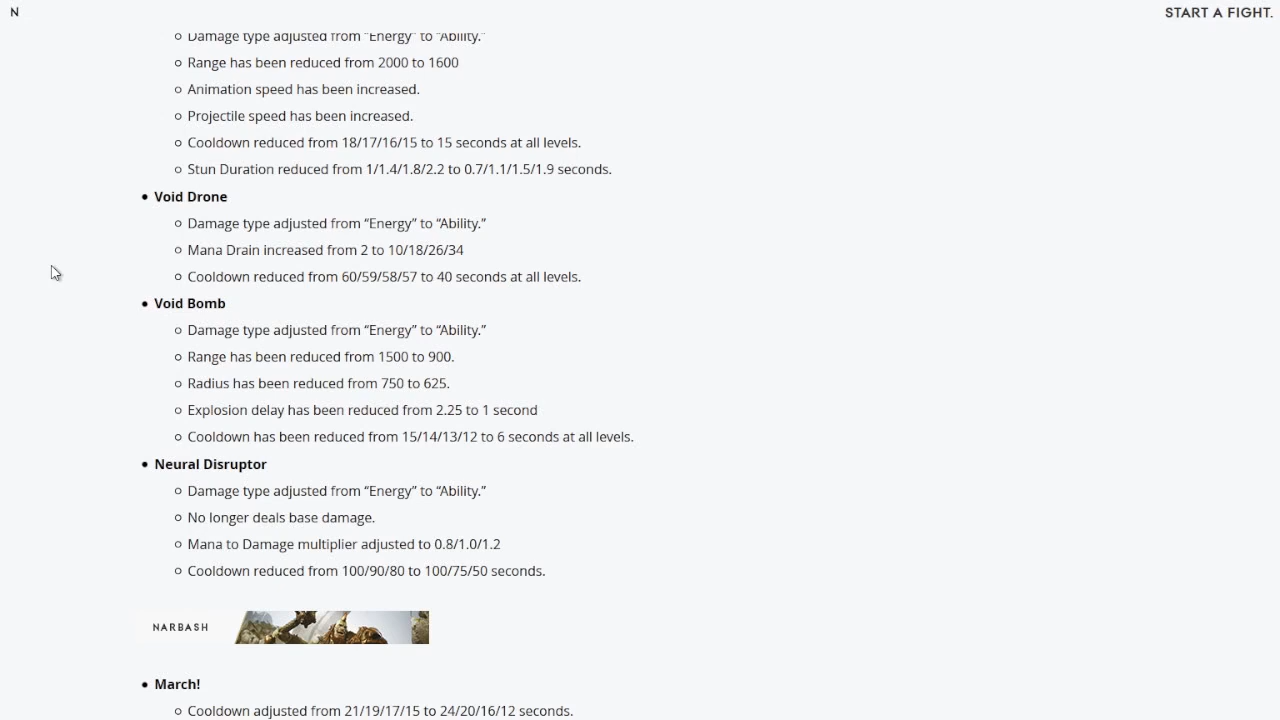 N
START A FIGHT.
Damage type adjusted from “Energy” to “Ability.”
Range has been reduced from 2000 to 1600
Animation speed has been increased.
Projectile speed has been increased.
Cooldown reduced from 18/17/16/15 to 15 seconds at all levels.
Stun Duration reduced from 1/1.4/1.8/2.2 to 0.7/1.1/1.5/1.9 seconds.
Void Drone
Damage type adjusted from “Energy” to “Ability.”
Mana Drain increased from 2 to 10/18/26/34
Cooldown reduced from 60/59/58/57 to 40 seconds at all levels.
Void Bomb
Damage type adjusted from “Energy” to “Ability.”
Range has been reduced from 1500 to 900.
Radius has been reduced from 750 to 625.
Explosion delay has been reduced from 2.25 to 1 second
Cooldown has been reduced from 15/14/13/12 to 6 seconds at all levels.
Neural Disruptor
Damage type adjusted from “Energy” to “Ability.”
No longer deals base damage.
Mana to Damage multiplier adjusted to 0.8/1.0/1.2
Cooldown reduced from 100/90/80 to 100/75/50 seconds.
NARBASH
March!
Cooldown adjusted from 21/19/17/15 to 24/20/16/12 seconds.